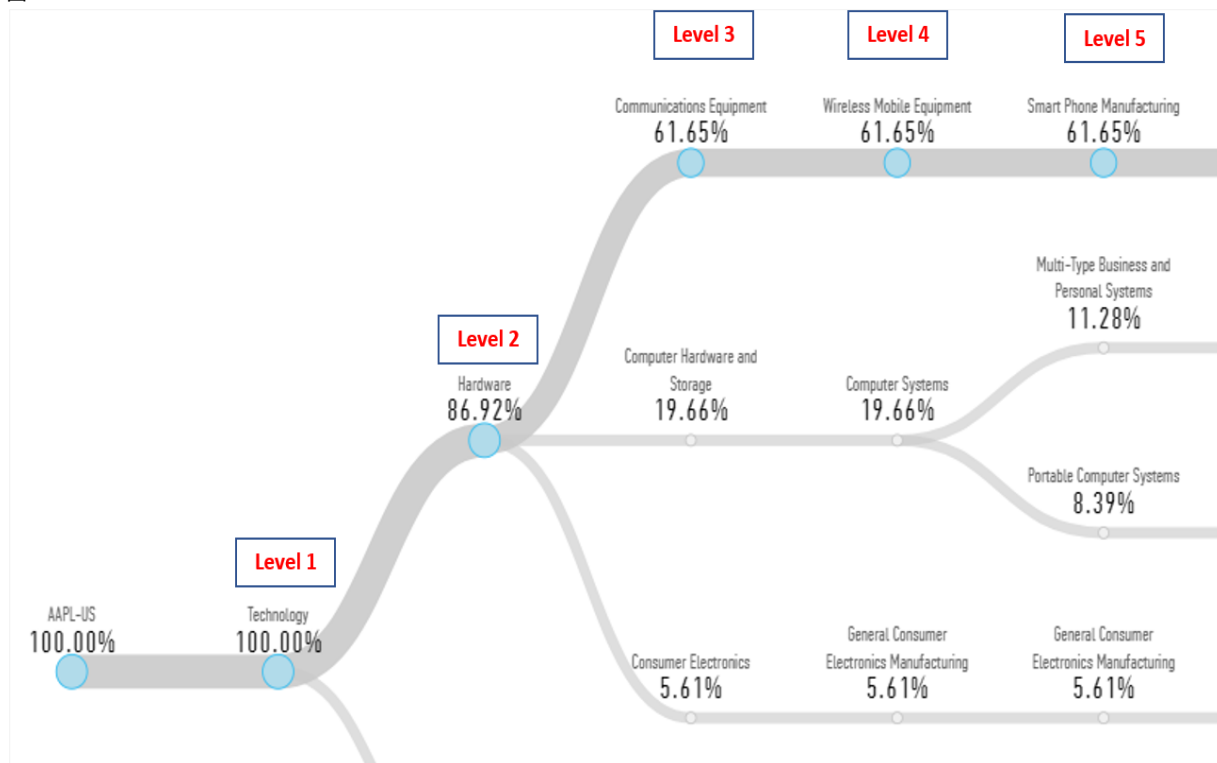 Level 3
Level 4
Level 5
Communications Equipment
61.65%
Wireless Mobile Equipment
61.65%
Smart Phone Manufacturing
61.65%
Multi-Type Business and
Personal Systems
11.28%
Level 2
Hardware
86.92%
Computer Hardware and
Storage
19.66%
Computer Systems
19.66%
Portable Computer Systems
8.39%
Level 1
AAPL-US
100.00%
Technology
100.00%
Consumer Electronics
5.61%
General Consumer
Electronics Manufacturing
5.61%
General Consumer
Electronics Manufacturing
5.61%